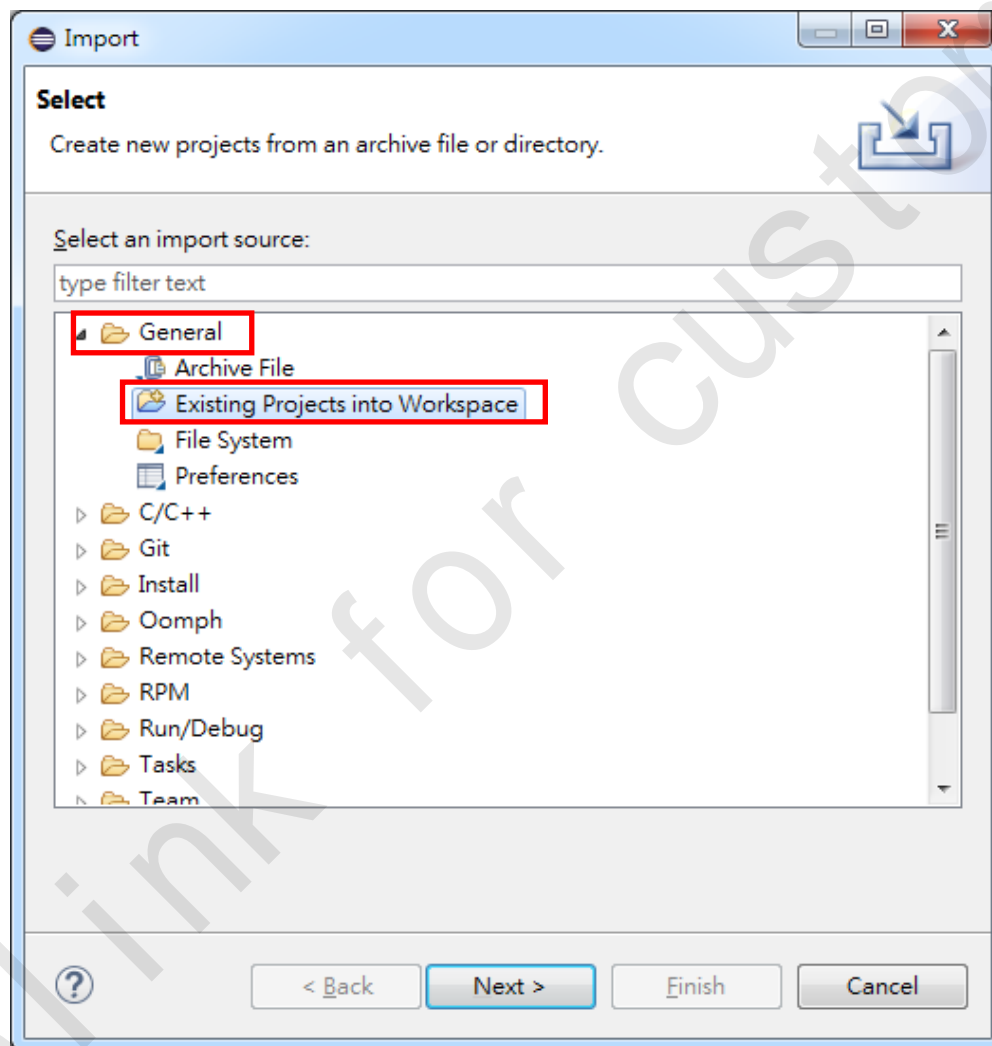 Import
Select
Create new projects from an archive file or directory.
Select an import source:
type filter text
General
Archive File
Existing Projects into Workspace
File System
Preferences
C/C++
Git
Install
Oomph
Remote Systems
RPM
Run/Debug
Tasks
Team
< Back Next > Finish Cancel
link for custom